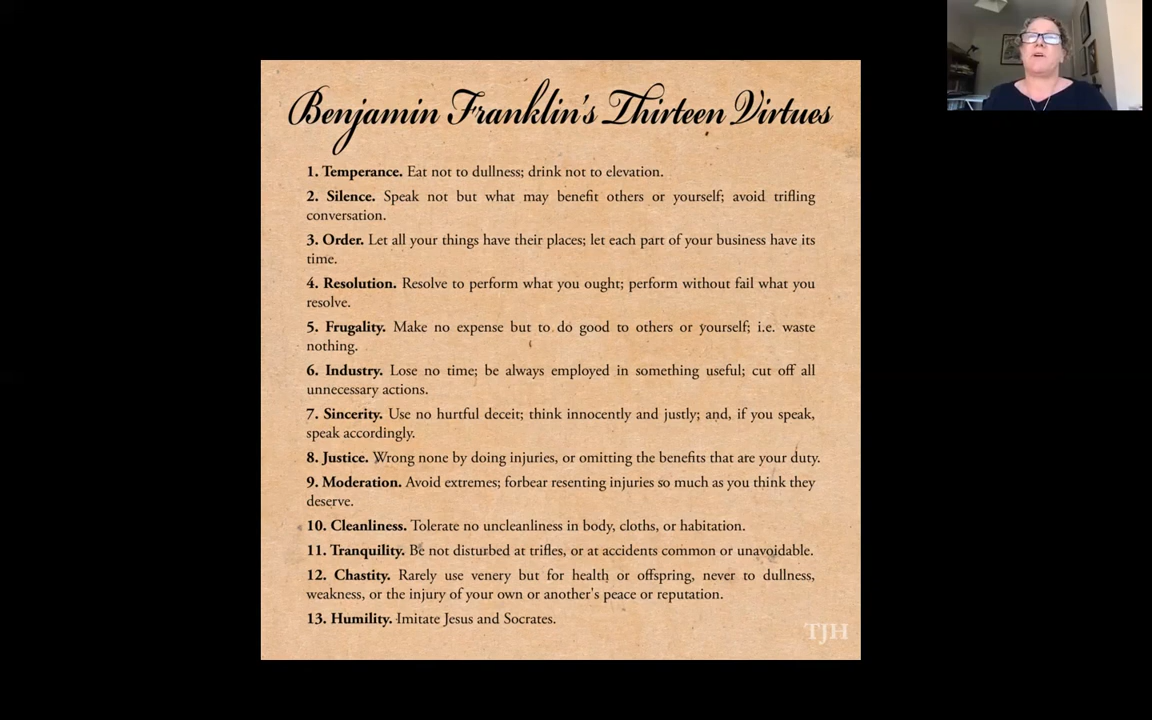 Benjamin Franklin's Thirteen Virtues
1. Temperance. Eat not to dullness; drink not to elevation.
2. Silence. Speak not but what may benefit others or yourself; avoid trifling
conversation.
3. Order. Let all your things have their places; let each part of your business have its
time.
4. Resolution. Resolve to perform what you ought; perform without fail what you
resolve.
5. Frugality. Make no expense but to do good to others or yourself; i.e. waste
nothing.
6. Industry. Lose no time; be always employed in something useful; cut off all
unnecessary actions.
7. Sincerity. Use no hurtful deceit; think innocently and justly; and, if you speak,
speak accordingly.
8. Justice. Wrong none by doing injuries, or omitting the benefits that are your duty.
9. Moderation. Avoid extremes; forbear resenting injuries so much as you think they
deserve.
10. Cleanliness. Tolerate no uncleanliness in body, cloths, or habitation.
11. Tranquility. Be not disturbed at trifles, or at accidents common or unavoidable.
12. Chastity. Rarely use venery but for health or offspring, never to dullness,
weakness, or the injury of your own or another's peace or reputation.
13. Humility. Imitate Jesus and Socrates.
TJH